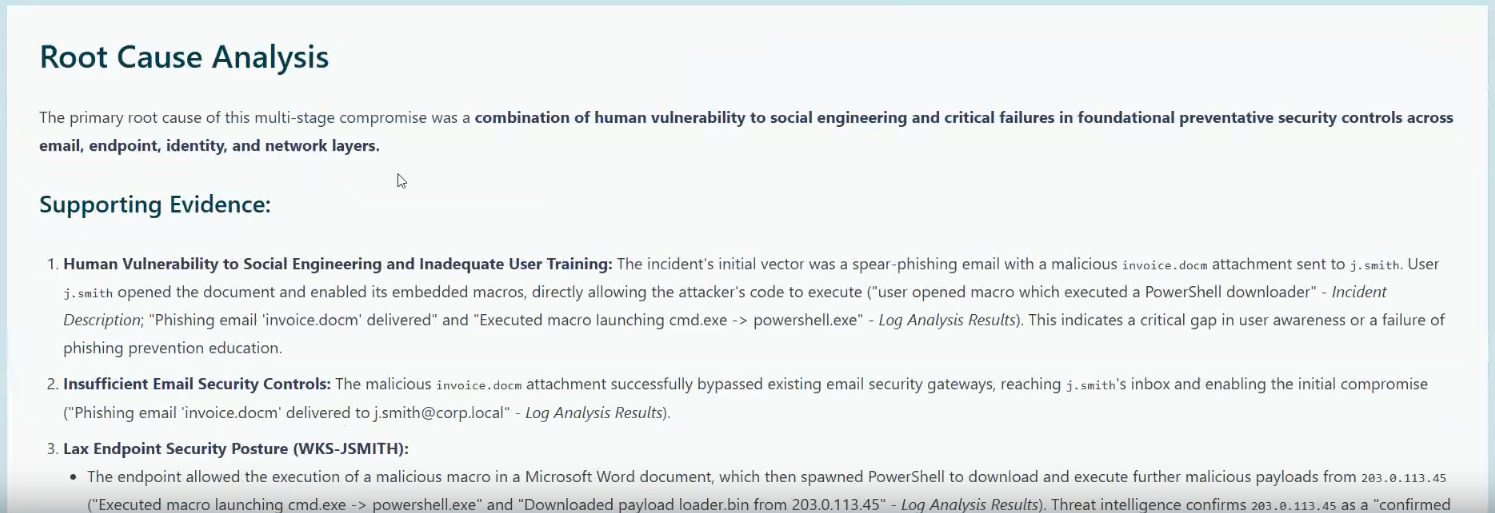 Root Cause Analysis
The primary root cause of this multi-stage compromise was a combination of human vulnerability to social engineering and critical failures in foundational preventative security controls across
email, endpoint, identity, and network layers.
Supporting Evidence:
1. Human Vulnerability to Social Engineering and Inadequate User Training: The incident's initial vector was a spear-phishing email with a malicious invoice.docm attachment sent to j.smith. User
j.smith opened the document and enabled its embedded macros, directly allowing the attacker's code to execute ("user opened macro which executed a PowerShell downloader" - Incident
Description; "Phishing email 'invoice.docm' delivered" and "Executed macro launching cmd.exe -> powershell.exe" - Log Analysis Results). This indicates a critical gap in user awareness or a failure of
phishing prevention education.
2. Insufficient Email Security Controls: The malicious invoice.docm attachment successfully bypassed existing email security gateways, reaching j.smith's inbox and enabling the initial compromise
("Phishing email 'invoice.docm' delivered to j.smith@corp.local" - Log Analysis Results).
3. Lax Endpoint Security Posture (WKS-JSMITH):
• The endpoint allowed the execution of a malicious macro in a Microsoft Word document, which then spawned PowerShell to download and execute further malicious payloads from 203.0.113.45
("Executed macro launching cmd.exe -> powershell.exe" and "Downloaded payload loader.bin from 203.0.113.45" - Log Analysis Results). Threat intelligence confirms 203.0.113.45 as a "confirmed